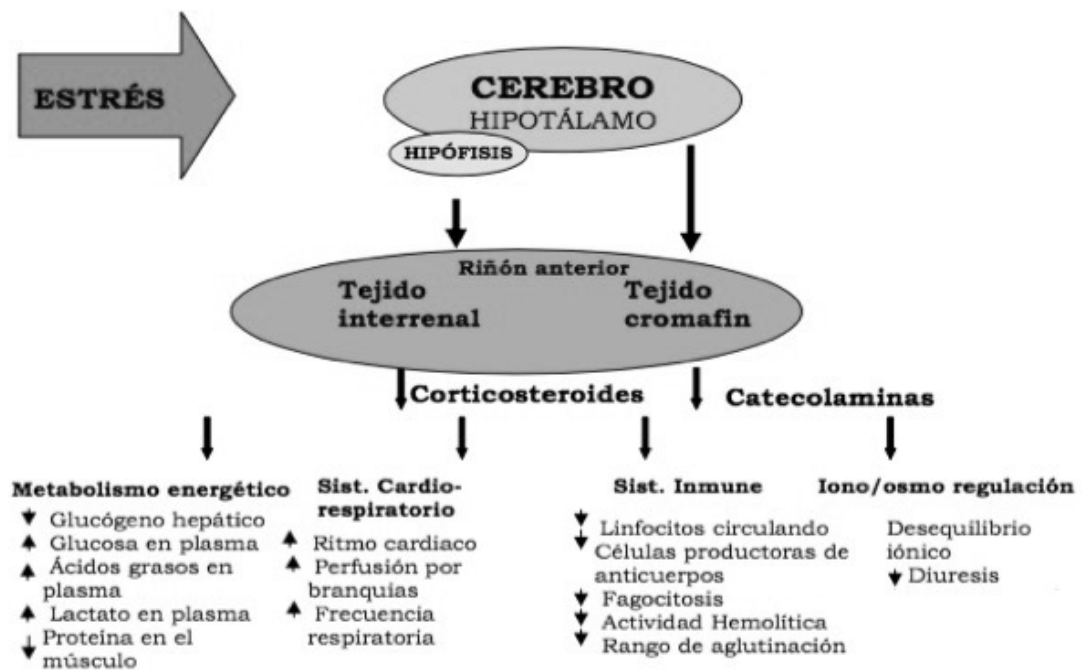 ESTRÉS
CEREBRO
HIPOTÁLAMO
HIPÓFISIS
Riñón anterior
Tejido
interrenal
Tejido
cromafin
Corticosteroides
Catecolaminas
Metabolismo energético
Glucógeno hepático
Glucosa en plasma
Ácidos grasos en
plasma
Lactato en plasma
Proteína en el
músculo
Sist. Cardio-
respiratorio
Ritmo cardiaco
Perfusión por
branquias
Frecuencia
respiratoria
Sist. Inmune
Linfocitos circulando
Células productoras de
anticuerpos
Fagocitosis
Actividad Hemolítica
Rango de aglutinación
Iono/osmo regulación
Desequilibrio
iónico
Diuresis